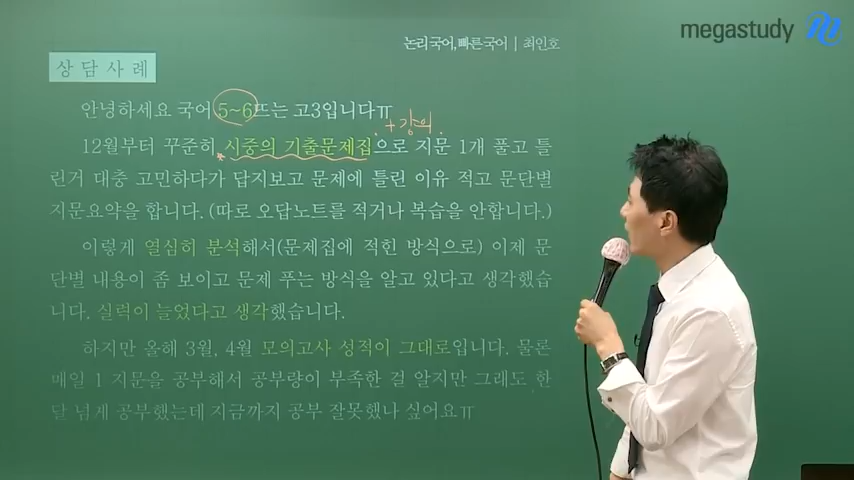 megastudy
논리국어, 빠른국어 | 최인호
상담사례
안녕하세요 국어 5~6뜨는 고3입니다ㅠ
+강의
12월부터 꾸준히 시중의 기출문제집으로 지문 1개 풀고 틀
린거 대충 고민하다가 답지보고 문제에 틀린 이유 적고 문단별
지문요약을 합니다. (따로 오답노트를 적거나 복습을 안합니다.)
이렇게 열심히 분석해서(문제집에 적힌 방식으로) 이제 문
단별 내용이 좀 보이고 문제 푸는 방식을 알고 있다고 생각했습
니다. 실력이 늘었다고 생각했습니다.
하지만 올해 3월, 4월 모의고사 성적이 그대로입니다. 물론
매일 1 지문을 공부해서 공부량이 부족한 걸 알지만 그래도 한
달 넘게 공부했는데 지금까지 공부 잘못했나 싶어요ㅠ